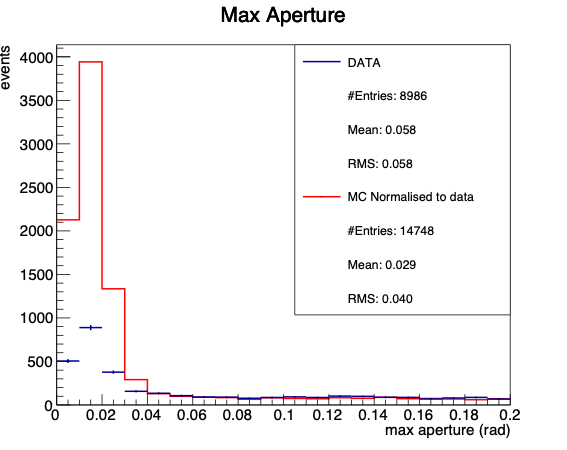 Max Aperture
events
4000
3500
3000
2500
2000
1500
1000
500
0
DATA
#Entries: 8986
Mean: 0.058
RMS: 0.058
MC Normalised to data
#Entries: 14748
Mean: 0.029
RMS: 0.040
0 0.02 0.04 0.06 0.08 0.1 0.12 0.14 0.16 0.18 0.2
max aperture (rad)